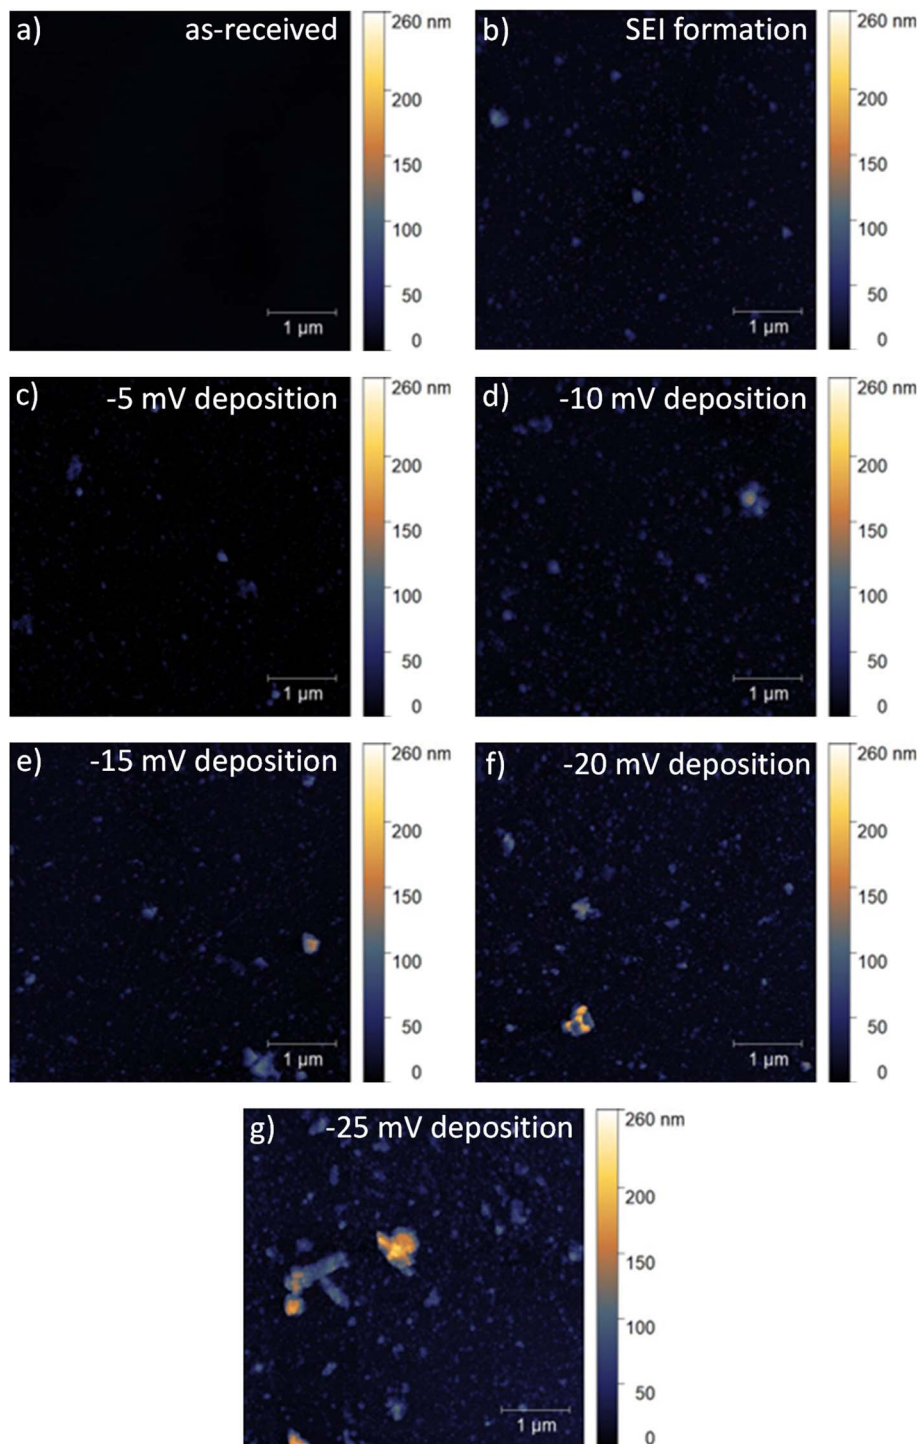 a) as-received
260 nm
200
150
100
50
0
1 µm
b) SEI formation
260 nm
200
150
100
50
0
1 µm
c) -5 mV deposition
260 nm
200
150
100
50
0
1 µm
d) -10 mV deposition
260 nm
200
150
100
50
0
1 µm
e) -15 mV deposition
260 nm
200
150
100
50
0
1 µm
f) -20 mV deposition
260 nm
200
150
100
50
0
1 µm
g) -25 mV deposition
260 nm
200
150
100
50
0
1 µm